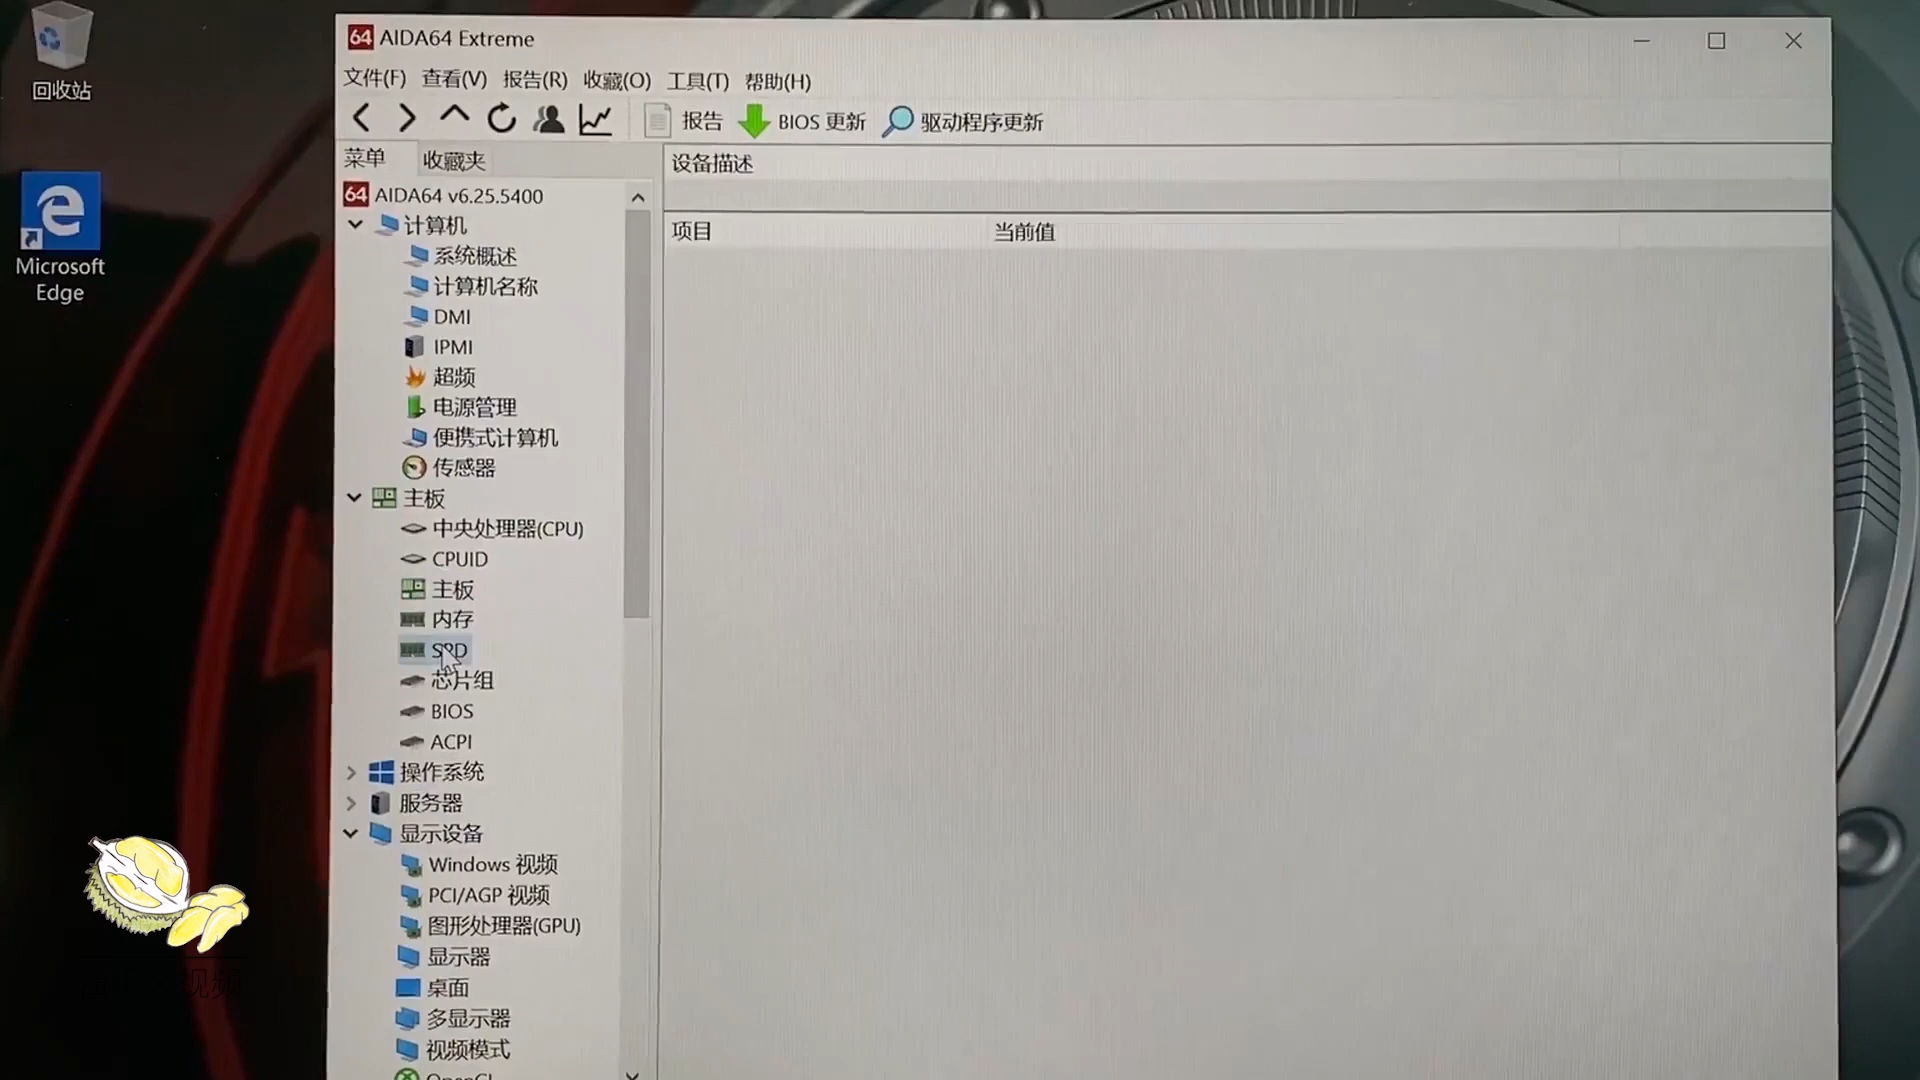 回收站
Microsoft
Edge
64 AIDA64 Extreme
文件(F) 查看(V) 报告(R) 收藏(O) 工具(T) 帮助(H)
报告 BIOS 更新 驱动程序更新
菜单 收藏夹
设备描述
64 AIDA64 v6.25.5400
项目 当前值
计算机
系统概述
计算机名称
DMI
IPMI
超频
电源管理
便携式计算机
传感器
主板
中央处理器(CPU)
CPUID
主板
内存
SPD
芯片组
BIOS
ACPI
操作系统
服务器
显示设备
Windows 视频
PCI/AGP 视频
图形处理器(GPU)
显示器
桌面
多显示器
视频模式
视频